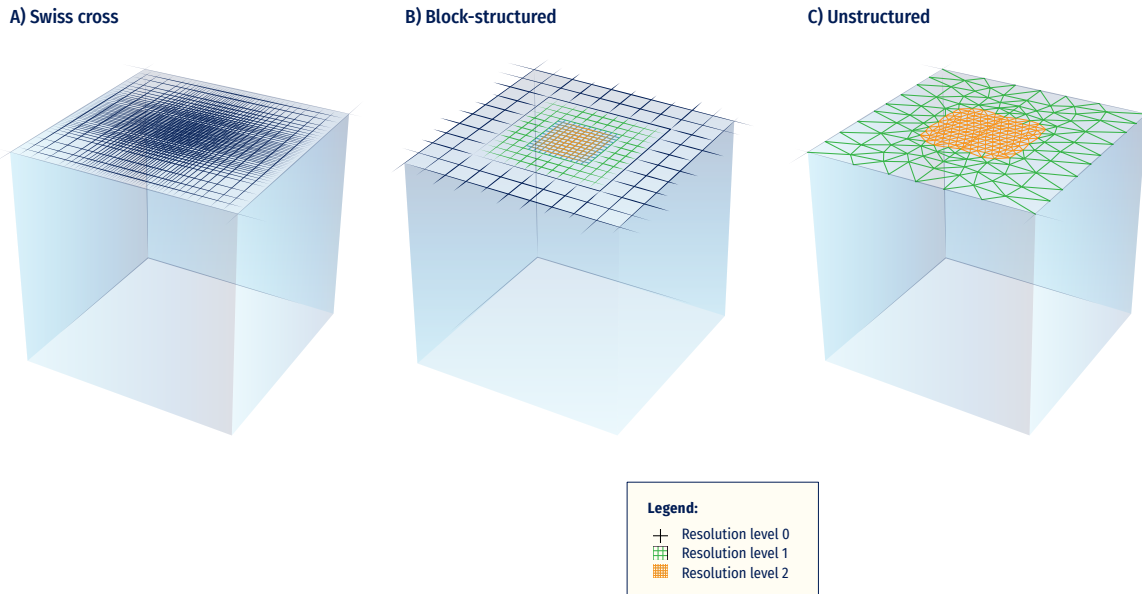 A) Swiss cross
B) Block-structured
C) Unstructured
Legend:
Resolution level 0
Resolution level 1
Resolution level 2